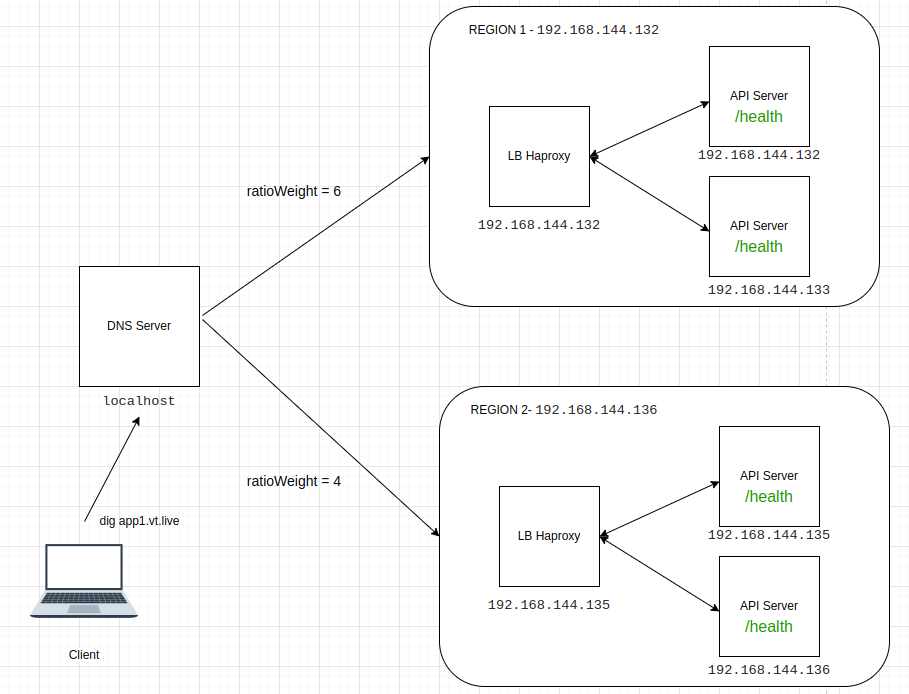 REGION 1 - 192.168.144.132
API Server
/health
192.168.144.132
LB Haproxy
192.168.144.132
API Server
/health
192.168.144.133
ratioWeight = 6
DNS Server
localhost
REGION 2- 192.168.144.136
API Server
/health
192.168.144.135
LB Haproxy
192.168.144.135
API Server
/health
192.168.144.136
ratioWeight = 4
dig app1.vt.live
Client